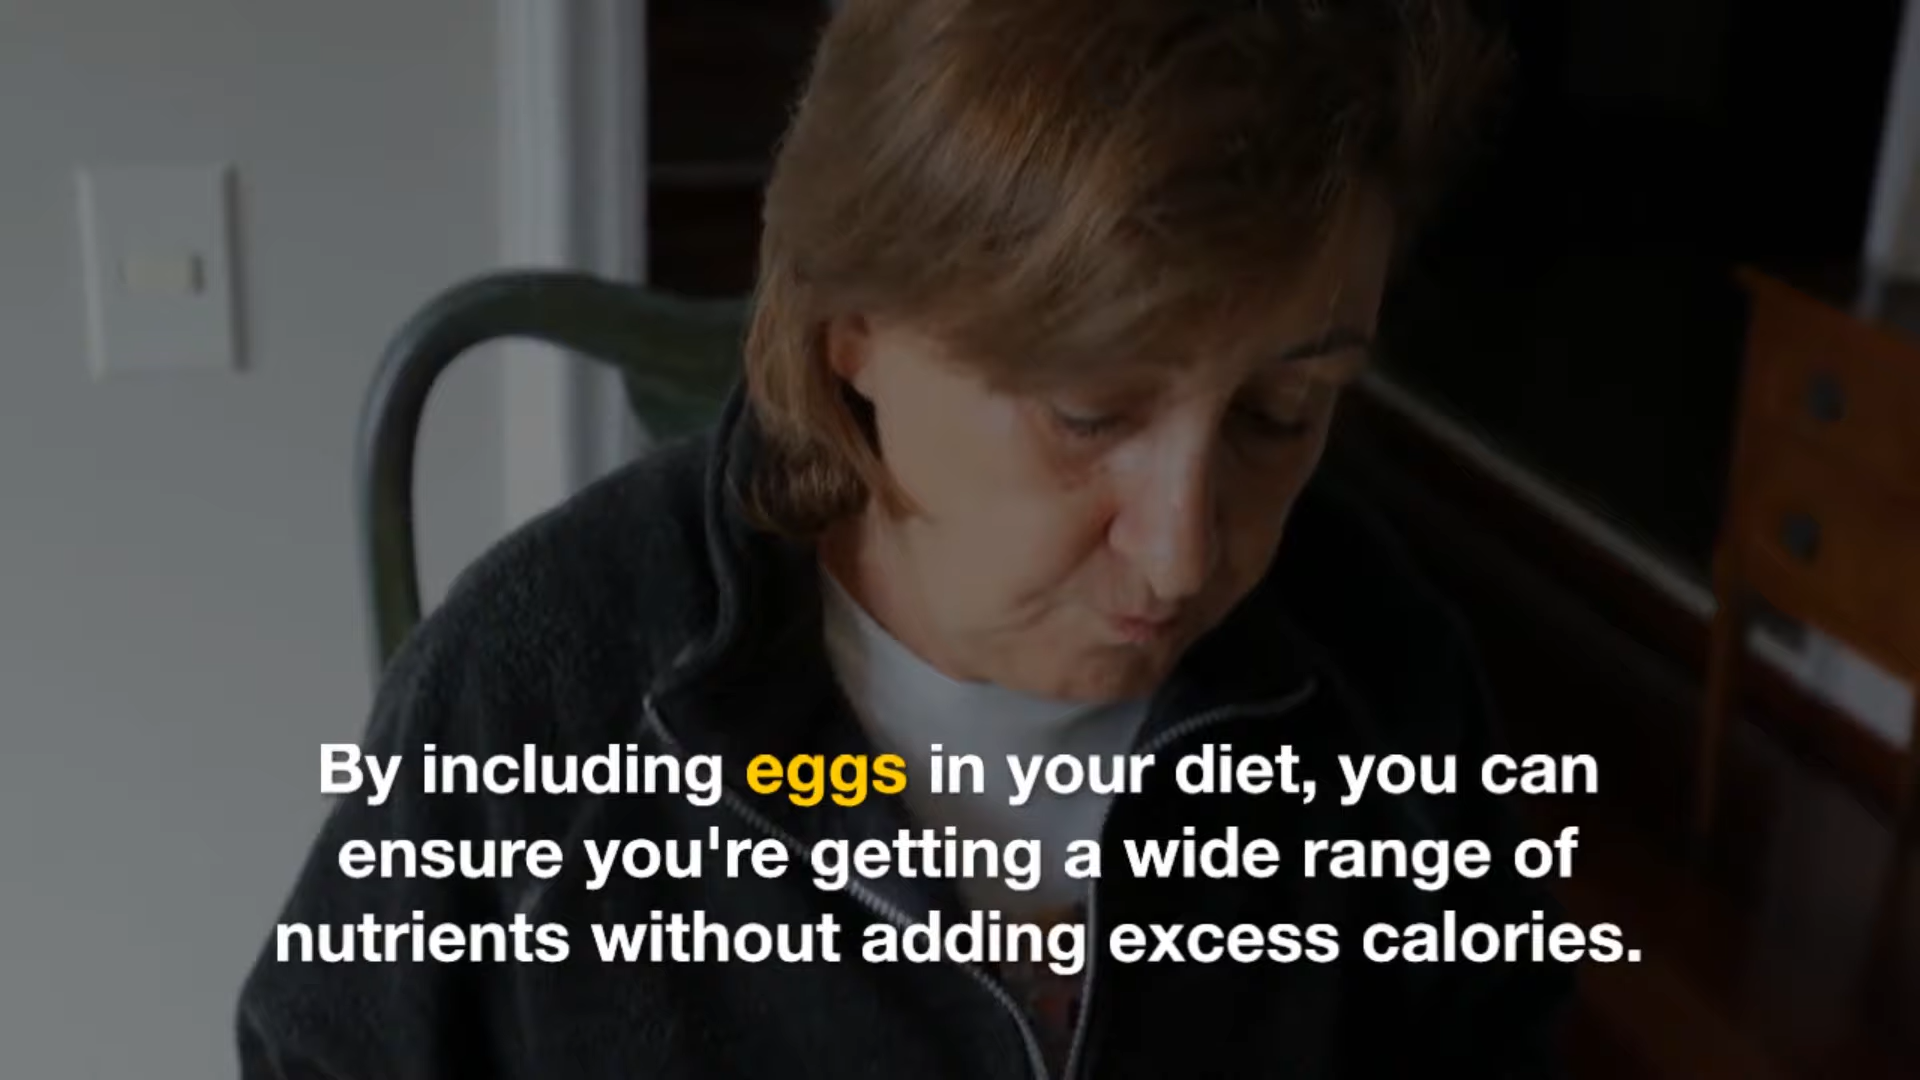 By including eggs in your diet, you can
ensure you're getting a wide range of
nutrients without adding excess calories.